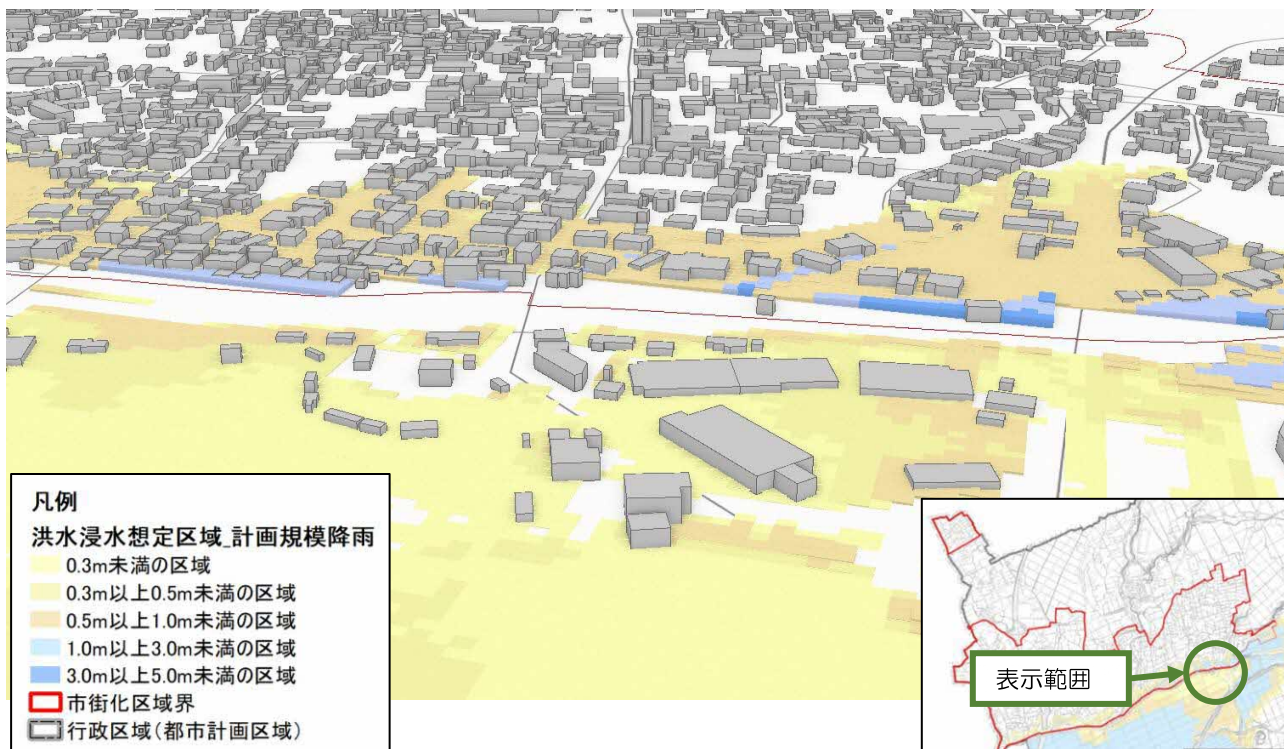 凡例
洪水浸水想定区域_計画規模降雨
0.3m未満の区域
0.3m以上0.5m未満の区域
0.5m以上1.0m未満の区域
1.0m以上3.0m未満の区域
3.0m以上5.0m未満の区域
市街化区域界
行政区域(都市計画区域)
表示範囲